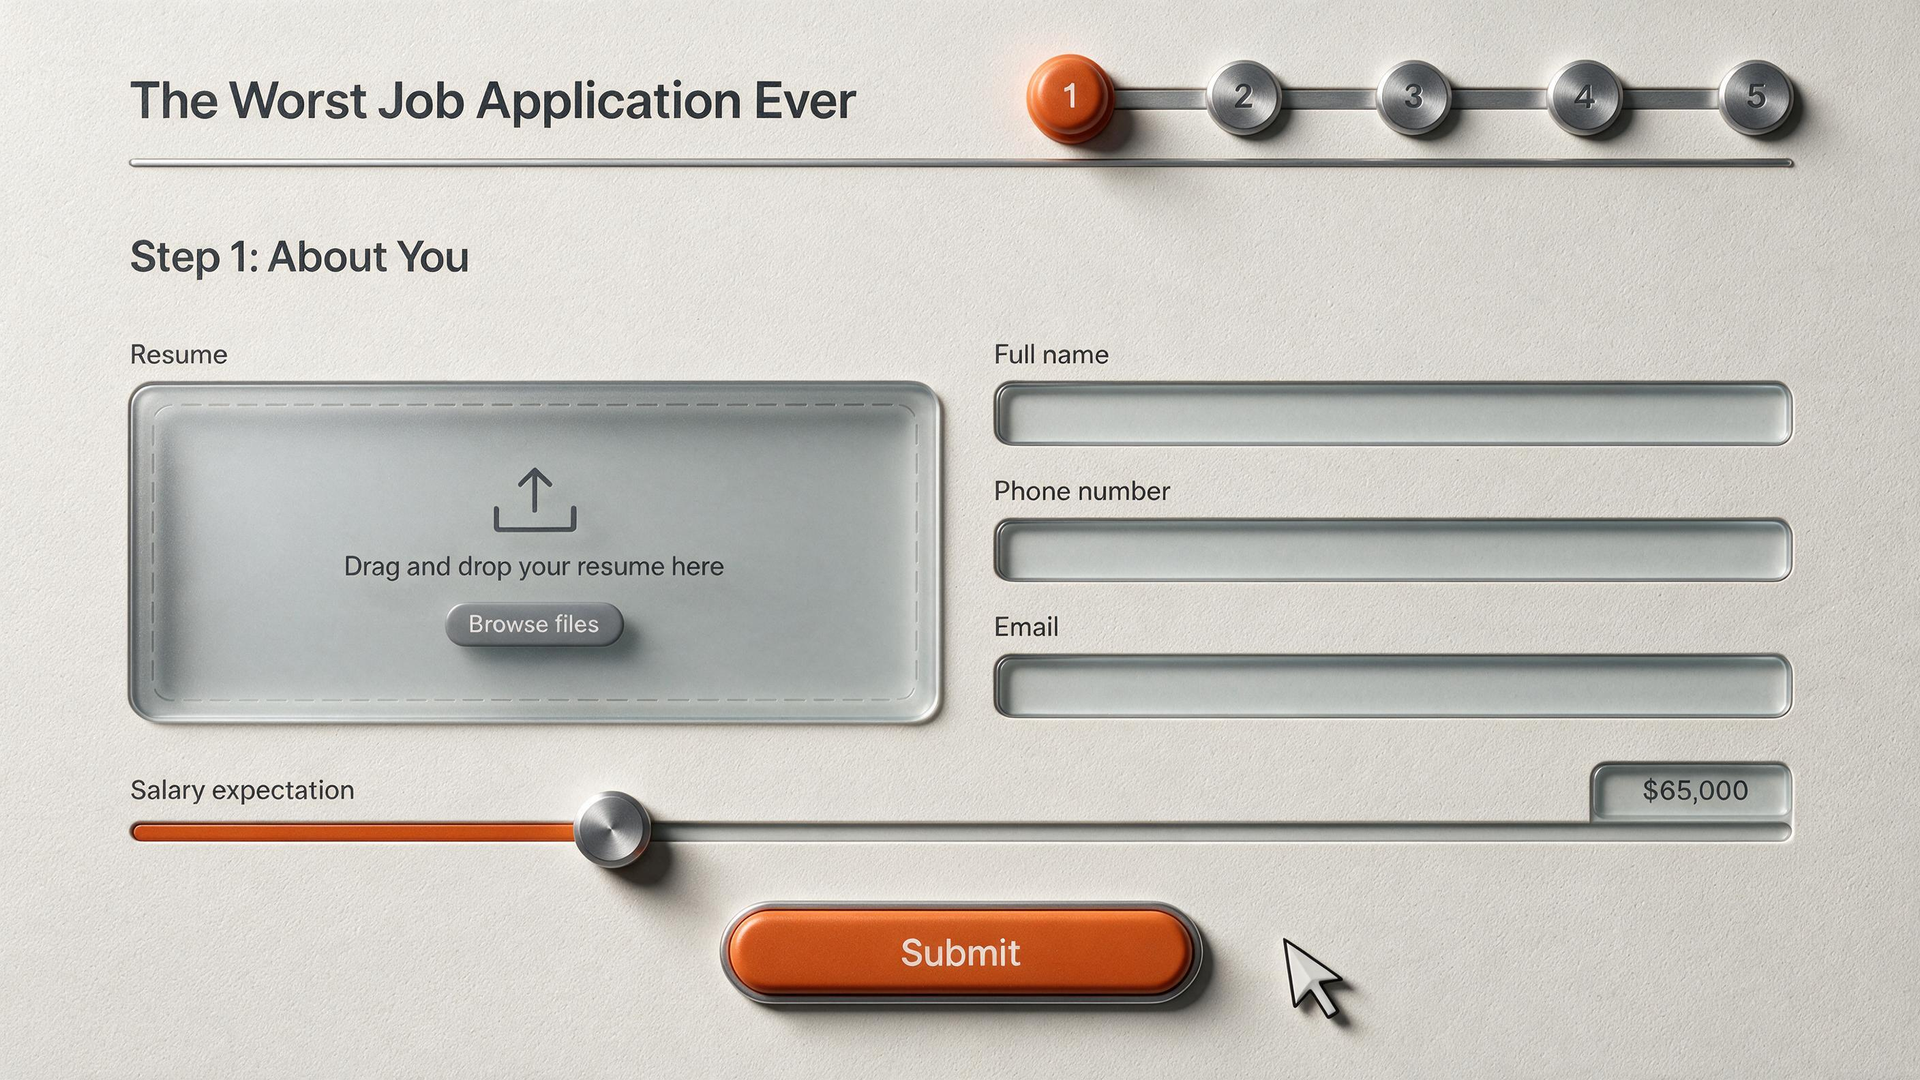 The Worst Job Application Ever
1 2 3 4 5
Step 1: About You
Resume
Drag and drop your resume here
Browse files
Full name
Phone number
Email
Salary expectation
$65,000
Submit